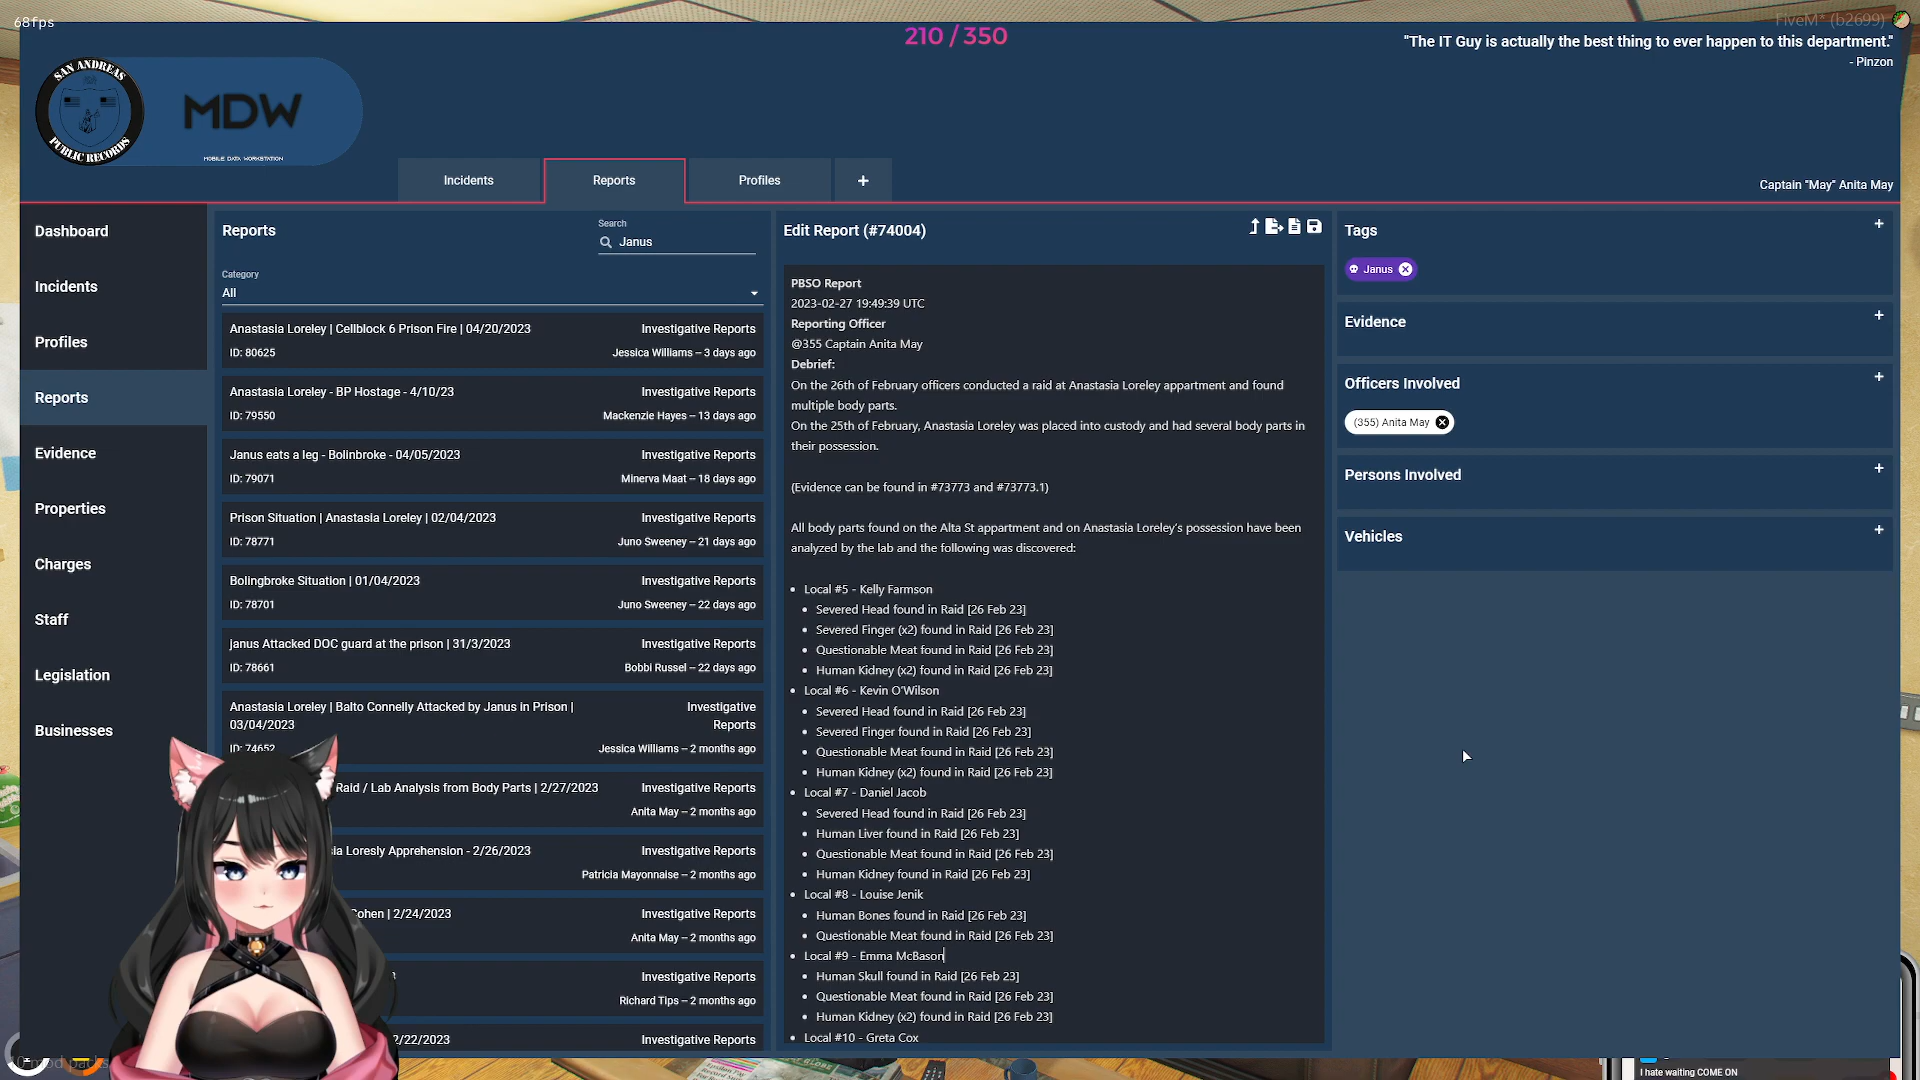 68fps
210 / 350
FiveM* (b2699)
"The IT Guy is actually the best thing to ever happen to this department."
- Pinzon
SAN ANDREAS
PUBLIC RECORDS
MDW
MOBILE DATA WORKSTATION
Incidents
Reports
Profiles
+
Captain "May" Anita May
Dashboard
Incidents
Profiles
Reports
Evidence
Properties
Charges
Staff
Legislation
Businesses
Reports
Search
Janus
Category
All
Anastasia Loreley | Cellblock 6 Prison Fire | 04/20/2023 Investigative Reports
ID: 80625 Jessica Williams – 3 days ago
Anastasia Loreley - BP Hostage - 4/10/23 Investigative Reports
ID: 79550 Mackenzie Hayes – 13 days ago
Janus eats a leg - Bolinbroke - 04/05/2023 Investigative Reports
ID: 79071 Minerva Maat – 18 days ago
Prison Situation | Anastasia Loreley | 02/04/2023 Investigative Reports
ID: 78771 Juno Sweeney – 21 days ago
Bolingbroke Situation | 01/04/2023 Investigative Reports
ID: 78701 Juno Sweeney – 22 days ago
janus Attacked DOC guard at the prison | 31/3/2023 Investigative Reports
ID: 78661 Bobbi Russel – 22 days ago
Anastasia Loreley | Balto Connelly Attacked by Janus in Prison | Investigative
03/04/2023 Reports
ID: 74652 Jessica Williams – 2 months ago
Raid / Lab Analysis from Body Parts | 2/27/2023 Investigative Reports
Anita May – 2 months ago
ia Loresly Apprehension - 2/26/2023 Investigative Reports
Patricia Mayonnaise – 2 months ago
Cohen | 2/24/2023 Investigative Reports
Anita May – 2 months ago
Investigative Reports
Richard Tips – 2 months ago
2/22/2023 Investigative Reports
Edit Report (#74004)
PBSO Report
2023-02-27 19:49:39 UTC
Reporting Officer
@355 Captain Anita May
Debrief:
On the 26th of February officers conducted a raid at Anastasia Loreley appartment and found
multiple body parts.
On the 25th of February, Anastasia Loreley was placed into custody and had several body parts in
their possession.
(Evidence can be found in #73773 and #73773.1)
All body parts found on the Alta St appartment and on Anastasia Loreley's possession have been
analyzed by the lab and the following was discovered:
Local #5 - Kelly Farmson
Severed Head found in Raid [26 Feb 23]
Severed Finger (x2) found in Raid [26 Feb 23]
Questionable Meat found in Raid [26 Feb 23]
Human Kidney (x2) found in Raid [26 Feb 23]
Local #6 - Kevin O'Wilson
Severed Head found in Raid [26 Feb 23]
Severed Finger found in Raid [26 Feb 23]
Questionable Meat found in Raid [26 Feb 23]
Human Kidney (x2) found in Raid [26 Feb 23]
Local #7 - Daniel Jacob
Severed Head found in Raid [26 Feb 23]
Human Liver found in Raid [26 Feb 23]
Questionable Meat found in Raid [26 Feb 23]
Human Kidney found in Raid [26 Feb 23]
Local #8 - Louise Jenik
Human Bones found in Raid [26 Feb 23]
Questionable Meat found in Raid [26 Feb 23]
Local #9 - Emma McBason
Human Skull found in Raid [26 Feb 23]
Questionable Meat found in Raid [26 Feb 23]
Human Kidney (x2) found in Raid [26 Feb 23]
Local #10 - Greta Cox
Tags +
Janus
Evidence +
Officers Involved +
(355) Anita May
Persons Involved +
Vehicles +
mod packs
I hate waiting COME ON